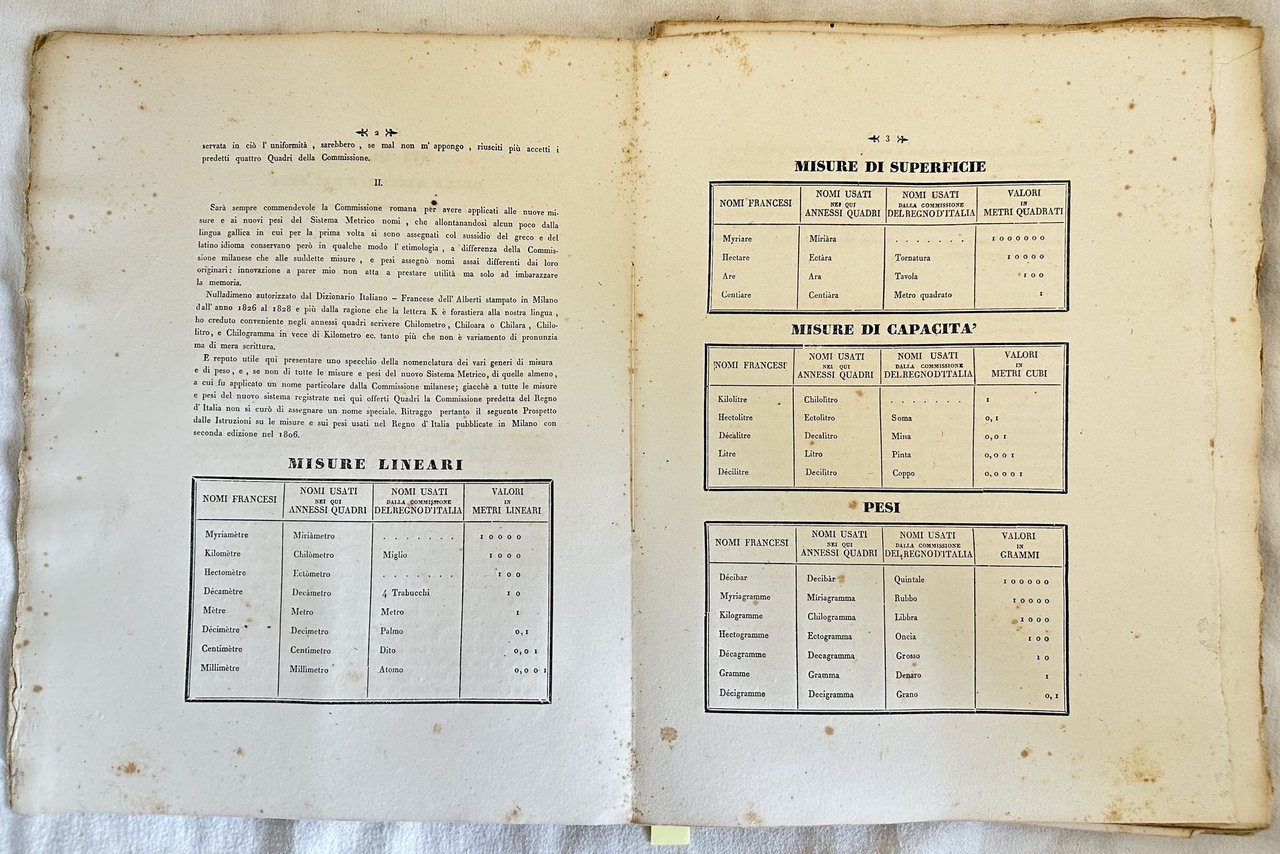 2
servata in ciò l' uniformità , sarebbero , se mal non m' appongo , riusciti più accetti i
predetti quattro Quadri della Commissione.
II.
Sarà sempre commendevole la Commissione romana per avere applicati alle nuove mi-
sure e ai nuovi pesi del Sistema Metrico nomi , che allontanandosi alcun poco dalla
lingua gallica in cui per la prima volta si sono assegnati col sussidio del greco e del
latino idioma conservano però in qualche modo l' etimologia , a differenza della Commis-
sione milanese che alle suddette misure , e pesi assegnò nomi assai differenti dai loro
originari: innovazione a parer mio non atta a prestare utilità ma solo ad imbarazzare
la memoria.
Nulladimeno autorizzato dal Dizionario Italiano - Francese dell' Alberti stampato in Milano
dall' anno 1826 al 1828 e più dalla ragione che la lettera K è forastiera alla nostra lingua ,
ho creduto conveniente negli annessi quadri scrivere Chilometro , Chiloara o Chilara , Chilo-
litro, e Chilogramma in vece di Kilometro ec. tanto più che non è variamento di pronunzia
ma di mera scrittura.
E reputo utile qui presentare uno specchio della nomenclatura dei vari generi di misura
e di peso, e , se non di tutte le misure e pesi del nuovo Sistema Metrico, di quelle almeno,
a cui fu applicato un nome particolare dalla Commissione milanese; giacchè a tutte le misure
e pesi del nuovo sistema registrate nei qui offerti Quadri la Commissione predetta del Regno
d' Italia non si curò di assegnare un nome speciale. Ritraggo pertanto il seguente Prospetto
dalle Istruzioni su le misure e sui pesi usati nel Regno d' Italia pubblicate in Milano con
seconda edizione nel 1806.
MISURE LINEARI
NOMI FRANCESI NOMI USATI NEI QUI ANNESSI QUADRI NOMI USATI DALLA COMMISSIONE DEL REGNO D'ITALIA VALORI IN METRI LINEARI
Myriamètre Miriàmetro . . . . . . . 10000
Kilomètre Chilòmetro Miglio 1000
Hectomètre Ectòmetro . . . . . . . 100
Décamètre Decàmetro 4 Trabucchi 10
Mètre Metro Metro 1
Décimètre Decimetro Palmo 0,1
Centimètre Centimetro Dito 0,01
Millimètre Millimetro Atomo 0,001
3
MISURE DI SUPERFICIE
NOMI FRANCESI NOMI USATI NEI QUI ANNESSI QUADRI NOMI USATI DALLA COMMISSIONE DEL REGNO D'ITALIA VALORI IN METRI QUADRATI
Myriare Miriàra . . . . . . . 1000000
Hectare Ectàra Tornatura 10000
Are Ara Tavola 100
Centiare Centiàra Metro quadrato 1
MISURE DI CAPACITA'
NOMI FRANCESI NOMI USATI NEI QUI ANNESSI QUADRI NOMI USATI DALLA COMMISSIONE DEL REGNO D'ITALIA VALORI IN METRI CUBI
Kilolitre Chilolitro . . . . . . . 1
Hectolitre Ectolitro Soma 0,1
Décalitre Decalitro Mina 0,01
Litre Litro Pinta 0,001
Décilitre Decilitro Coppo 0,0001
PESI
NOMI FRANCESI NOMI USATI NEI QUI ANNESSI QUADRI NOMI USATI DALLA COMMISSIONE DEL REGNO D'ITALIA VALORI IN GRAMMI
Décibar Decibàr Quintale 100000
Myriagramme Miriagramma Rubbo 10000
Kilogramme Chilogramma Libbra 1000
Hectogramme Ectogramma Oncia 100
Décagramme Decagramma Grosso 10
Gramme Gramma Denaro 1
Décigramme Decigramma Grano 0,1